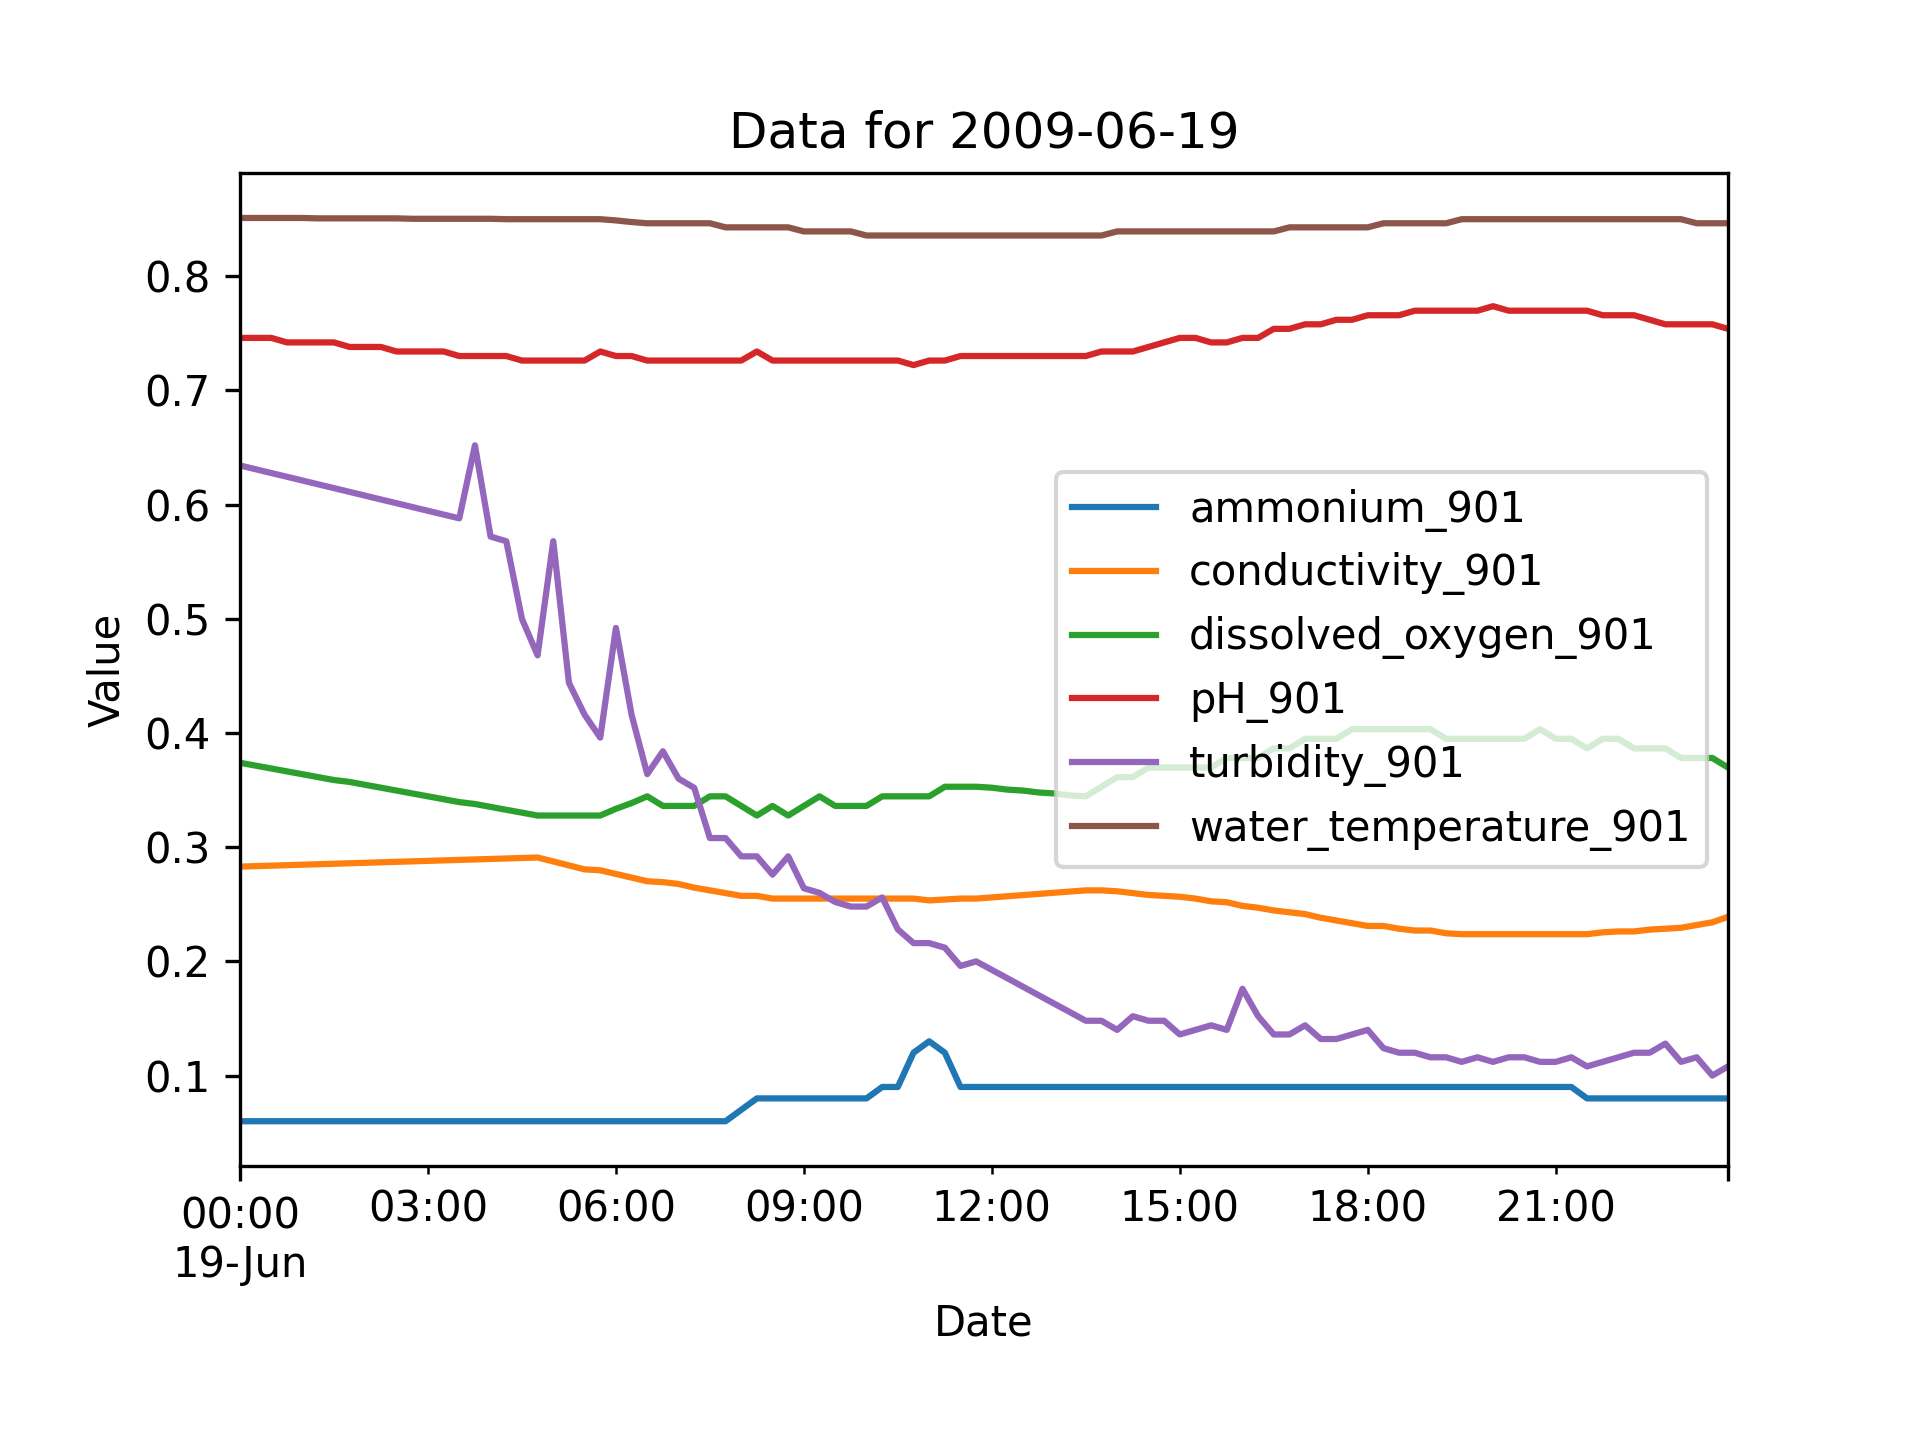 Data for 2009-06-19
Value
0.8
0.7
0.6
0.5
0.4
0.3
0.2
0.1
ammonium_901
conductivity_901
dissolved_oxygen_901
pH_901
turbidity_901
water_temperature_901
00:00 03:00 06:00 09:00 12:00 15:00 18:00 21:00
19-Jun
Date